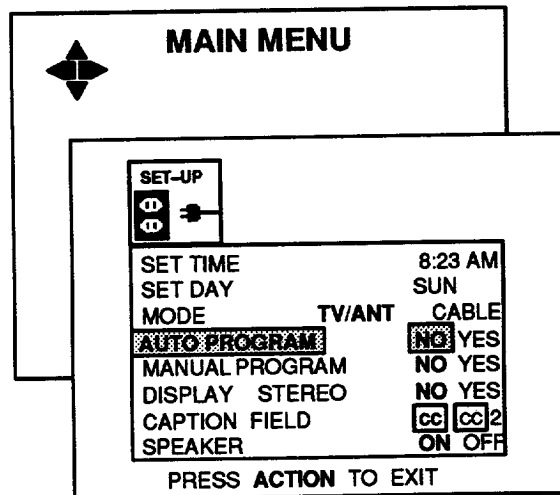 MAIN MENU
SET-UP
SET TIME 8:23 AM
SET DAY SUN
MODE TV/ANT CABLE
AUTO PROGRAM NO YES
MANUAL PROGRAM NO YES
DISPLAY STEREO NO YES
CAPTION FIELD CC CC 2
SPEAKER ON OFF
PRESS ACTION TO EXIT